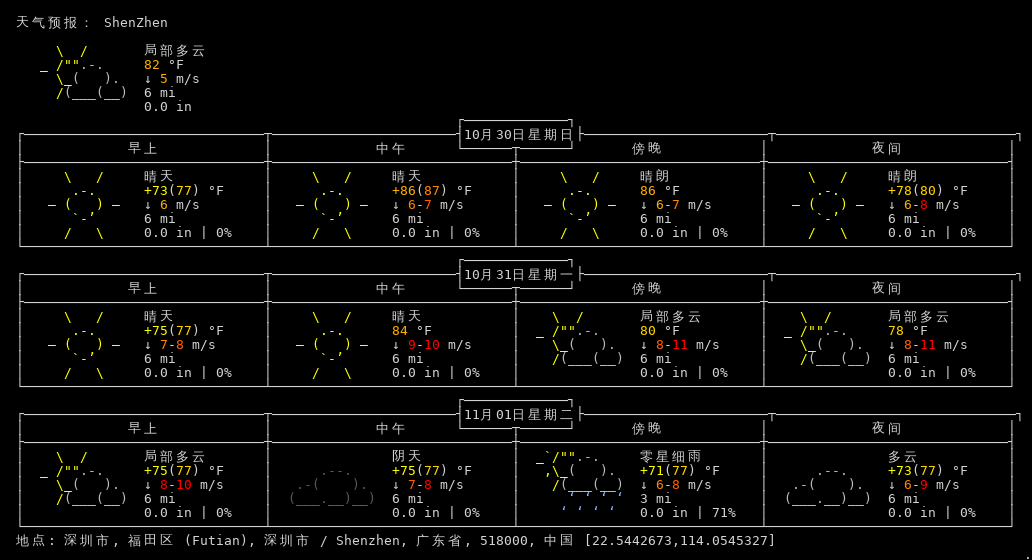 天气预报： ShenZhen
局部多云
82 °F
↓ 5 m/s
6 mi
0.0 in
10月30日星期日
早上 中午 傍晚 夜间
晴天 晴天 晴朗 晴朗
+73(77) °F +86(87) °F 86 °F +78(80) °F
↓ 6 m/s ↓ 6-7 m/s ↓ 6-7 m/s ↓ 6-8 m/s
6 mi 6 mi 6 mi 6 mi
0.0 in | 0% 0.0 in | 0% 0.0 in | 0% 0.0 in | 0%
10月31日星期一
早上 中午 傍晚 夜间
晴天 晴天 局部多云 局部多云
+75(77) °F 84 °F 80 °F 78 °F
↓ 7-8 m/s ↓ 9-10 m/s ↓ 8-11 m/s ↓ 8-11 m/s
6 mi 6 mi 6 mi 6 mi
0.0 in | 0% 0.0 in | 0% 0.0 in | 0% 0.0 in | 0%
11月01日星期二
早上 中午 傍晚 夜间
局部多云 阴天 零星细雨 多云
+75(77) °F +75(77) °F +71(77) °F +73(77) °F
↓ 8-10 m/s ↓ 7-8 m/s ↓ 6-8 m/s ↓ 6-9 m/s
6 mi 6 mi 3 mi 6 mi
0.0 in | 0% 0.0 in | 0% 0.0 in | 71% 0.0 in | 0%
地点: 深圳市, 福田区 (Futian), 深圳市 / Shenzhen, 广东省, 518000, 中国 [22.5442673,114.0545327]